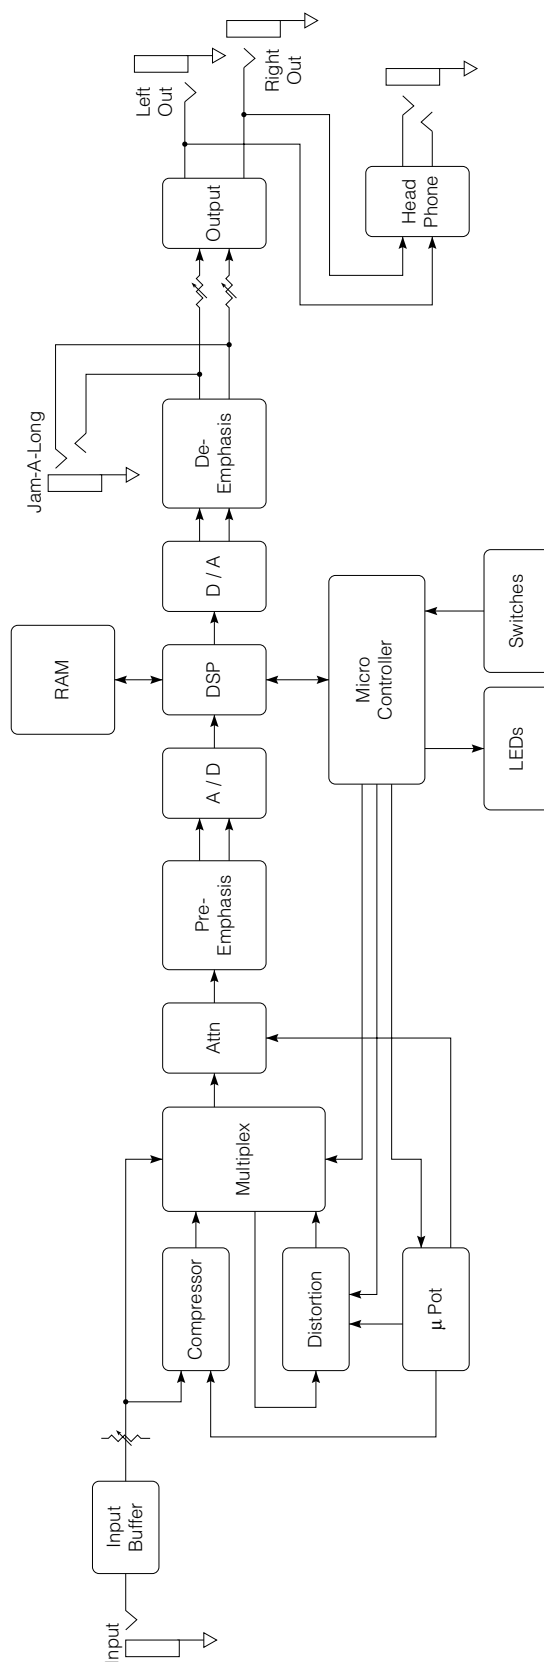 Input
Input
Buffer
Compressor
Distortion
µ Pot
Multiplex
Attn
Pre-
Emphasis
A / D
RAM
DSP
Micro
Controller
LEDs
Switches
D / A
De-
Emphasis
Jam-A-Long
Output
Left
Out
Right
Out
Head
Phone